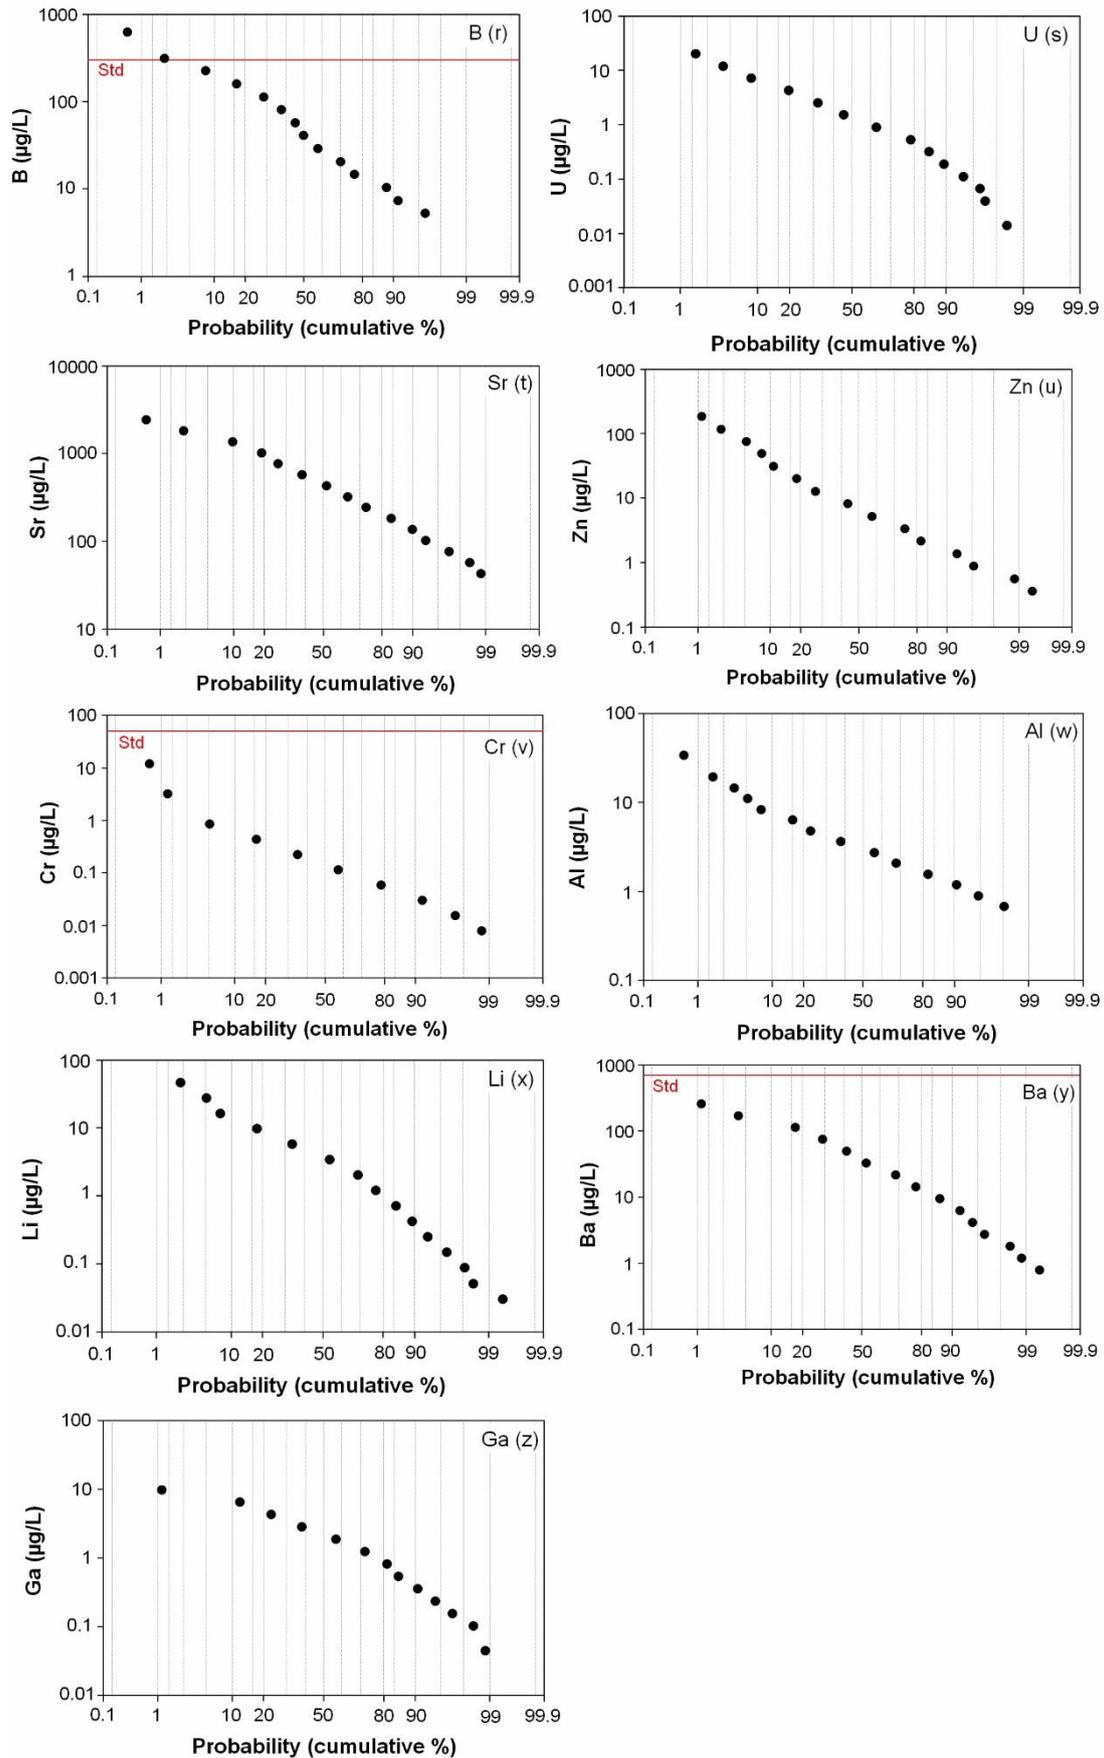 B (r)
Std
1000
100
10
1
0.1 1 10 20 50 80 90 99 99.9
B (µg/L)
Probability (cumulative %)
U (s)
100
10
1
0.1
0.01
0.001
0.1 1 10 20 50 80 90 99 99.9
U (µg/L)
Probability (cumulative %)
Sr (t)
10000
1000
100
10
0.1 1 10 20 50 80 90 99 99.9
Sr (µg/L)
Probability (cumulative %)
Zn (u)
1000
100
10
1
0.1
0.1 1 10 20 50 80 90 99 99.9
Zn (µg/L)
Probability (cumulative %)
Cr (v)
Std
100
10
1
0.1
0.01
0.001
0.1 1 10 20 50 80 90 99 99.9
Cr (µg/L)
Probability (cumulative %)
Al (w)
100
10
1
0.1
0.1 1 10 20 50 80 90 99 99.9
Al (µg/L)
Probability (cumulative %)
Li (x)
100
10
1
0.1
0.01
0.1 1 10 20 50 80 90 99 99.9
Li (µg/L)
Probability (cumulative %)
Ba (y)
Std
1000
100
10
1
0.1
0.1 1 10 20 50 80 90 99 99.9
Ba (µg/L)
Probability (cumulative %)
Ga (z)
100
10
1
0.1
0.01
0.1 1 10 20 50 80 90 99 99.9
Ga (µg/L)
Probability (cumulative %)